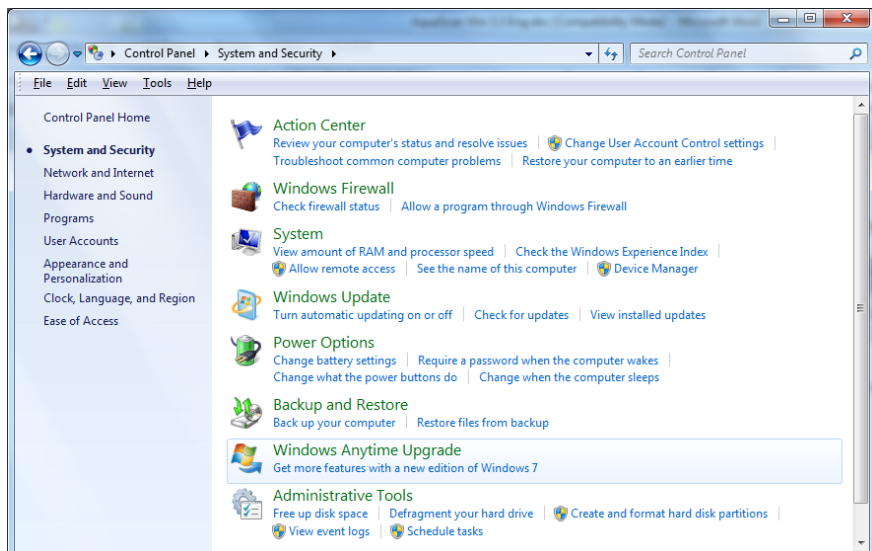 Control Panel ▸ System and Security ▸
Search Control Panel
File Edit View Tools Help
Control Panel Home
System and Security
Network and Internet
Hardware and Sound
Programs
User Accounts
Appearance and
Personalization
Clock, Language, and Region
Ease of Access
Action Center
Review your computer's status and resolve issues Change User Account Control settings
Troubleshoot common computer problems Restore your computer to an earlier time
Windows Firewall
Check firewall status Allow a program through Windows Firewall
System
View amount of RAM and processor speed Check the Windows Experience Index
Allow remote access See the name of this computer Device Manager
Windows Update
Turn automatic updating on or off Check for updates View installed updates
Power Options
Change battery settings Require a password when the computer wakes
Change what the power buttons do Change when the computer sleeps
Backup and Restore
Back up your computer Restore files from backup
Windows Anytime Upgrade
Get more features with a new edition of Windows 7
Administrative Tools
Free up disk space Defragment your hard drive Create and format hard disk partitions
View event logs Schedule tasks